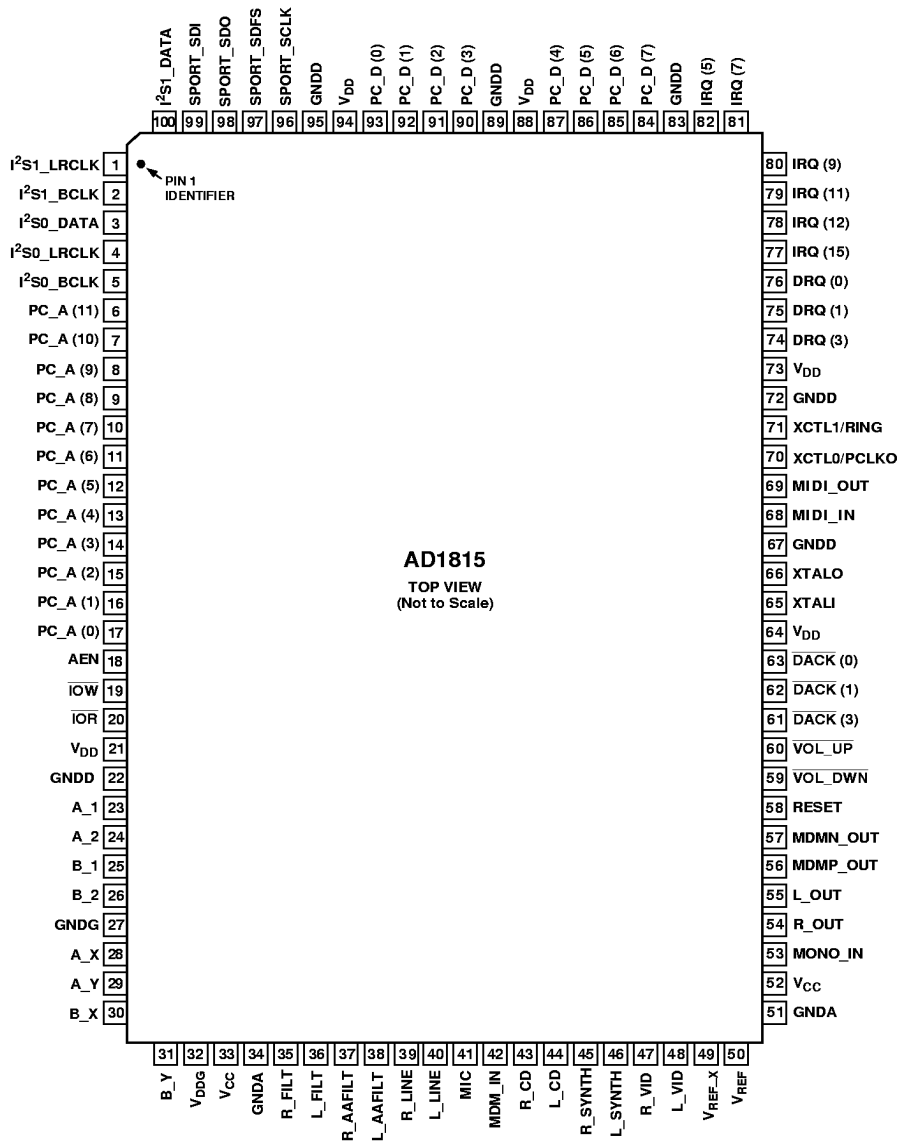 I²S1_DATA
SPORT_SDI
SPORT_SDO
SPORT_SDFS
SPORT_SCLK
GNDD
VDD
PC_D (0)
PC_D (1)
PC_D (2)
PC_D (3)
GNDD
VDD
PC_D (4)
PC_D (5)
PC_D (6)
PC_D (7)
GNDD
IRQ (5)
IRQ (7)
100 99 98 97 96 95 94 93 92 91 90 89 88 87 86 85 84 83 82 81
I²S1_LRCLK 1
I²S1_BCLK 2
I²S0_DATA 3
I²S0_LRCLK 4
I²S0_BCLK 5
PC_A (11) 6
PC_A (10) 7
PC_A (9) 8
PC_A (8) 9
PC_A (7) 10
PC_A (6) 11
PC_A (5) 12
PC_A (4) 13
PC_A (3) 14
PC_A (2) 15
PC_A (1) 16
PC_A (0) 17
AEN 18
IOW 19
IOR 20
VDD 21
GNDD 22
A_1 23
A_2 24
B_1 25
B_2 26
GNDG 27
A_X 28
A_Y 29
B_X 30
PIN 1
IDENTIFIER
AD1815
TOP VIEW
(Not to Scale)
80 IRQ (9)
79 IRQ (11)
78 IRQ (12)
77 IRQ (15)
76 DRQ (0)
75 DRQ (1)
74 DRQ (3)
73 VDD
72 GNDD
71 XCTL1/RING
70 XCTL0/PCLKO
69 MIDI_OUT
68 MIDI_IN
67 GNDD
66 XTALO
65 XTALI
64 VDD
63 DACK (0)
62 DACK (1)
61 DACK (3)
60 VOL_UP
59 VOL_DWN
58 RESET
57 MDMN_OUT
56 MDMP_OUT
55 L_OUT
54 R_OUT
53 MONO_IN
52 VCC
51 GNDA
31 32 33 34 35 36 37 38 39 40 41 42 43 44 45 46 47 48 49 50
B_Y
VDDG
VCC
GNDA
R_FILT
L_FILT
R_AAFILT
L_AAFILT
R_LINE
L_LINE
MIC
MDM_IN
R_CD
L_CD
R_SYNTH
L_SYNTH
R_VID
L_VID
VREF_X
VREF